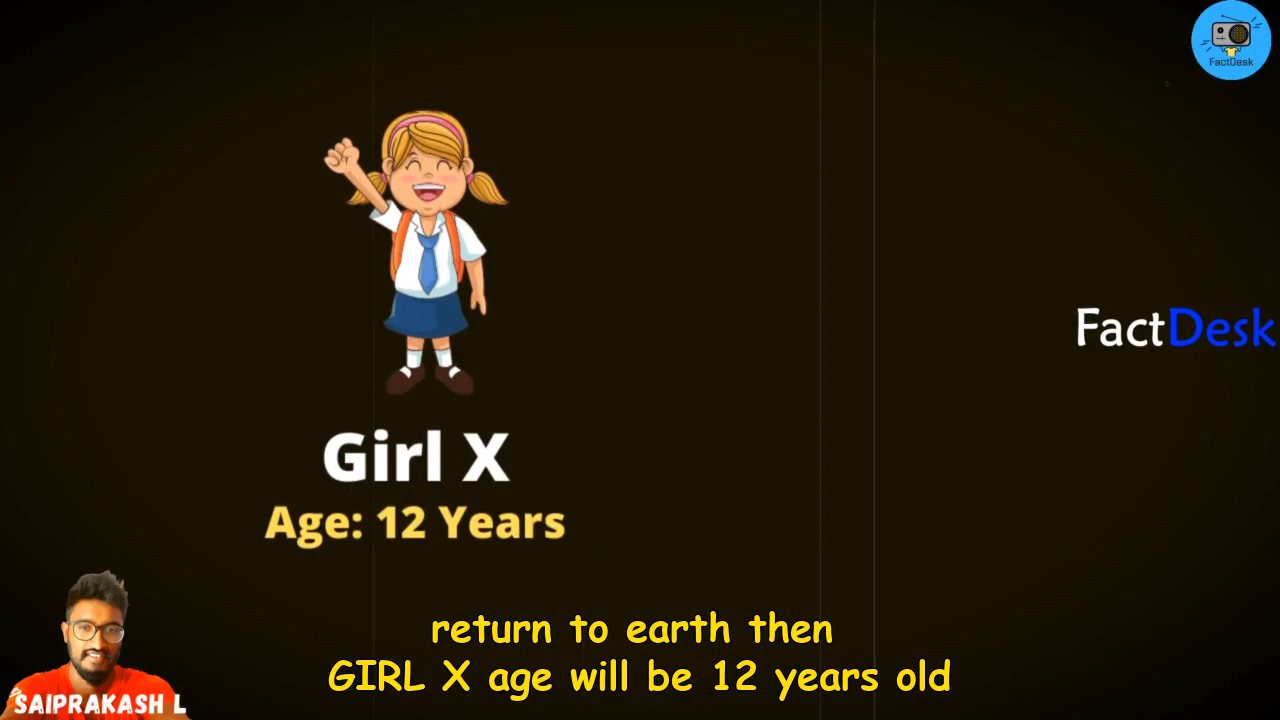 FactDesk
FactDesk
Girl X
Age: 12 Years
return to earth then
GIRL X age will be 12 years old
SAIPRAKASH L